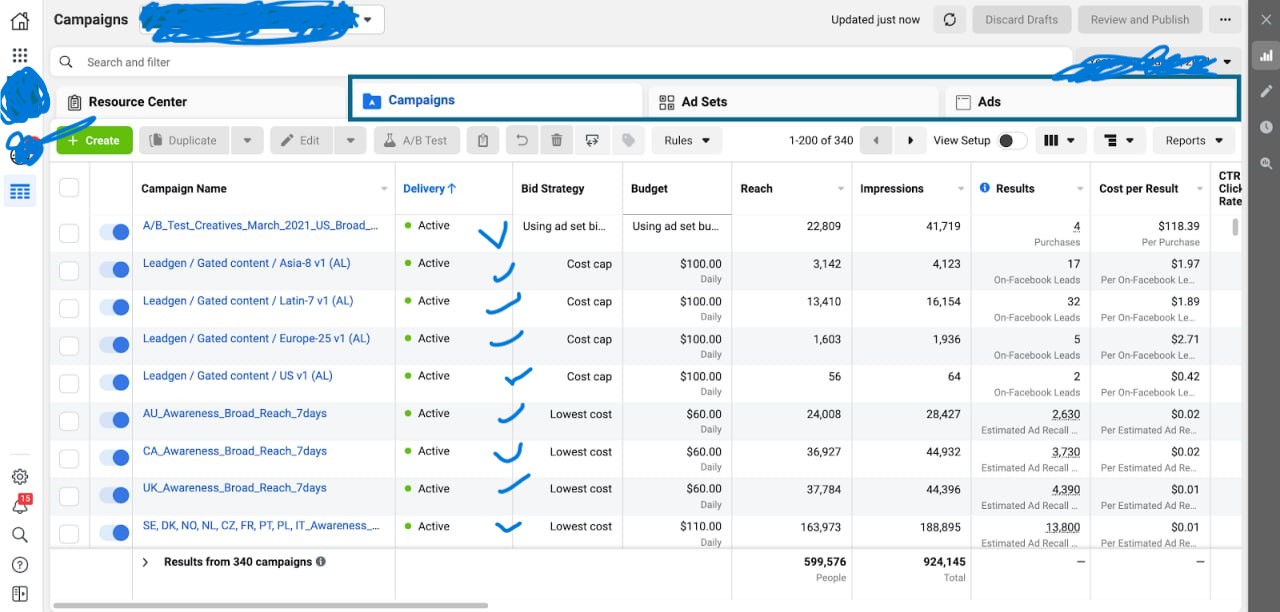 Campaigns
Updated just now
Discard Drafts
Review and Publish
Search and filter
Resource Center
Campaigns
Ad Sets
Ads
+ Create
Duplicate
Edit
A/B Test
Rules
1-200 of 340
View Setup
Reports
Campaign Name
Delivery↑
Bid Strategy
Budget
Reach
Impressions
Results
Cost per Result
CTR
Click
Rate
A/B_Test_Creatives_March_2021_US_Broad_...
Active
Using ad set bi...
Using ad set bu...
22,809
41,719
4
Purchases
$118.39
Per Purchase
Leadgen / Gated content / Asia-8 v1 (AL)
Active
Cost cap
$100.00
Daily
3,142
4,123
17
On-Facebook Leads
$1.97
Per On-Facebook Le...
Leadgen / Gated content / Latin-7 v1 (AL)
Active
Cost cap
$100.00
Daily
13,410
16,154
32
On-Facebook Leads
$1.89
Per On-Facebook Le...
Leadgen / Gated content / Europe-25 v1 (AL)
Active
Cost cap
$100.00
Daily
1,603
1,936
5
On-Facebook Leads
$2.71
Per On-Facebook Le...
Leadgen / Gated content / US v1 (AL)
Active
Cost cap
$100.00
Daily
56
64
2
On-Facebook Leads
$0.42
Per On-Facebook Le...
AU_Awareness_Broad_Reach_7days
Active
Lowest cost
$60.00
Daily
24,008
28,427
2,630
Estimated Ad Recall ...
$0.02
Per Estimated Ad Re...
CA_Awareness_Broad_Reach_7days
Active
Lowest cost
$60.00
Daily
36,927
44,932
3,730
Estimated Ad Recall ...
$0.02
Per Estimated Ad Re...
UK_Awareness_Broad_Reach_7days
Active
Lowest cost
$60.00
Daily
37,784
44,396
4,390
Estimated Ad Recall ...
$0.01
Per Estimated Ad Re...
SE, DK, NO, NL, CZ, FR, PT, PL, IT_Awareness_...
Active
Lowest cost
$110.00
Daily
163,973
188,895
13,800
Estimated Ad Recall ...
$0.01
Per Estimated Ad Re...
15
Results from 340 campaigns
599,576
People
924,145
Total
—
—